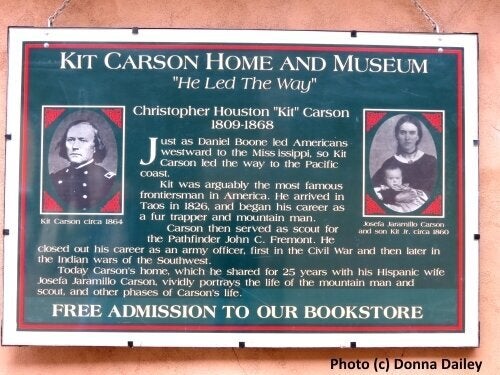 KIT CARSON HOME AND MUSEUM
"He Led The Way"
Christopher Houston "Kit" Carson
1809-1868
Just as Daniel Boone led Americans
westward to the Mississippi, so Kit
Carson led the way to the Pacific
coast.
Kit was arguably the most famous
frontiersman in America. He arrived in
Taos in 1826, and began his career as
a fur trapper and mountain man.
Carson then served as scout for
the Pathfinder John C. Fremont. He
closed out his career as an army officer, first in the Civil War and then later in
the Indian wars of the Southwest.
Today Carson's home, which he shared for 25 years with his Hispanic wife
Josefa Jaramillo Carson, vividly portrays the life of the mountain man and
scout, and other phases of Carson's life.
Kit Carson circa 1864
Josefa Jaramillo Carson
and son Kit Jr. circa 1860
FREE ADMISSION TO OUR BOOKSTORE
Photo (c) Donna Dailey